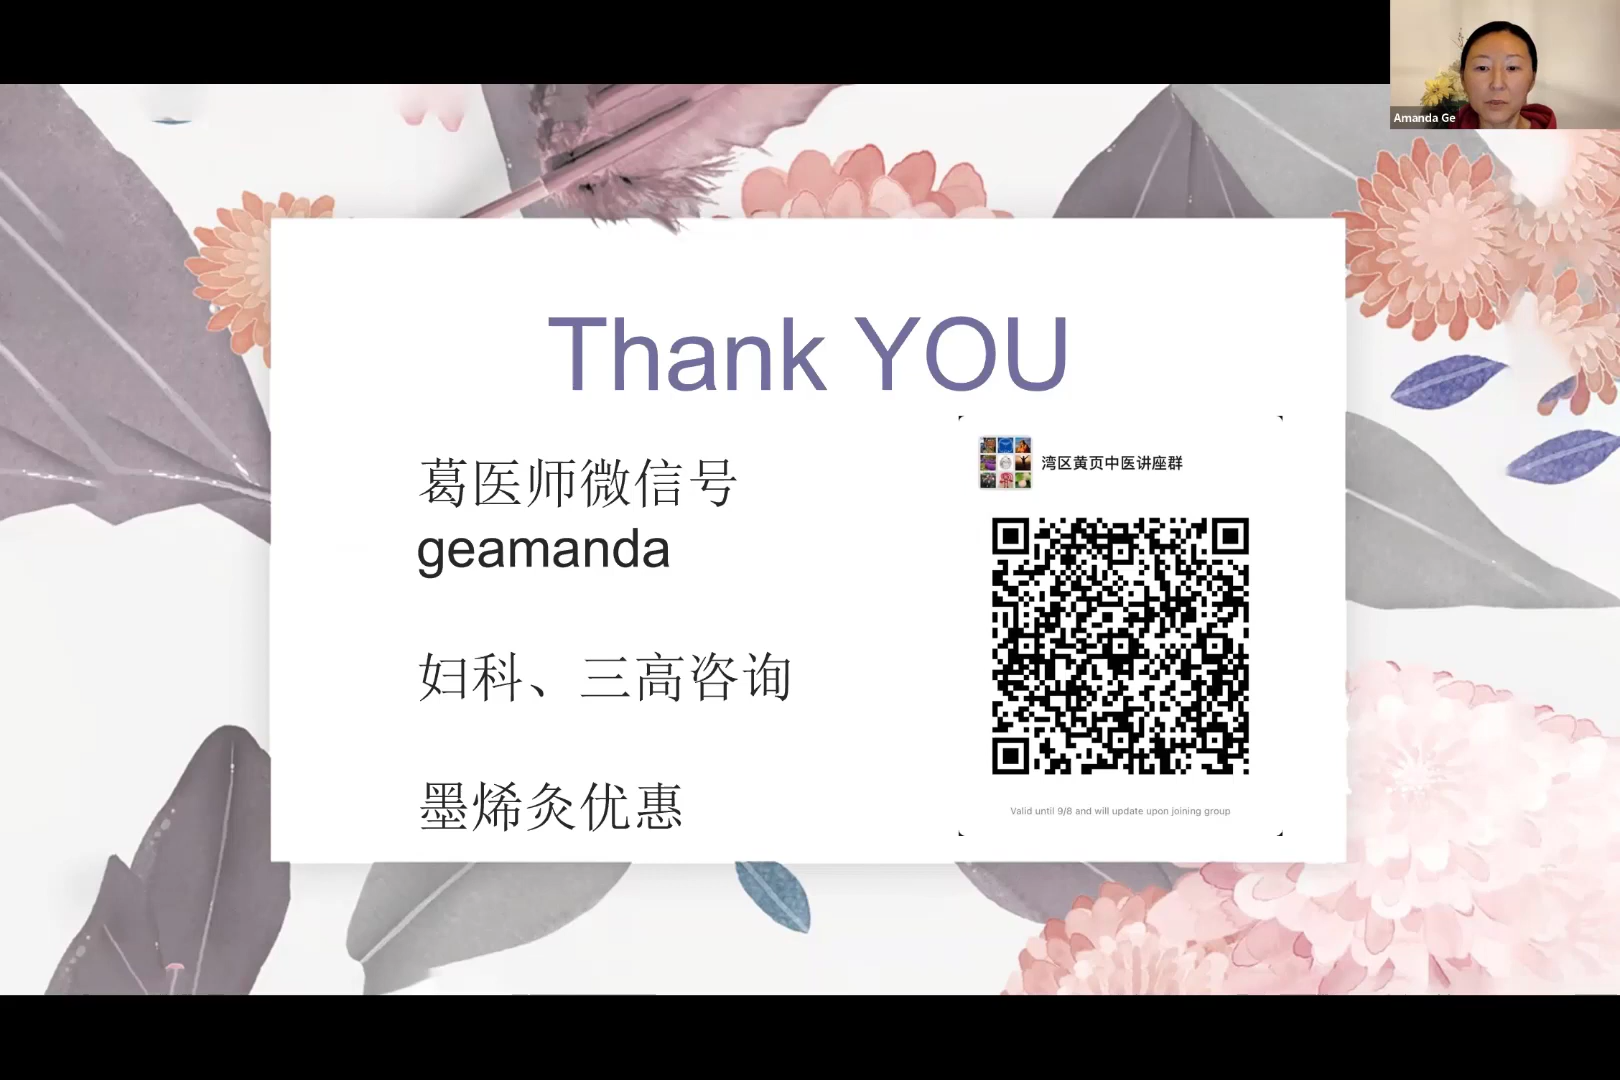 Amanda Ge
Thank YOU
葛医师微信号
geamanda
妇科、三高咨询
墨烯灸优惠
湾区黄页中医讲座群
Valid until 9/8 and will update upon joining group